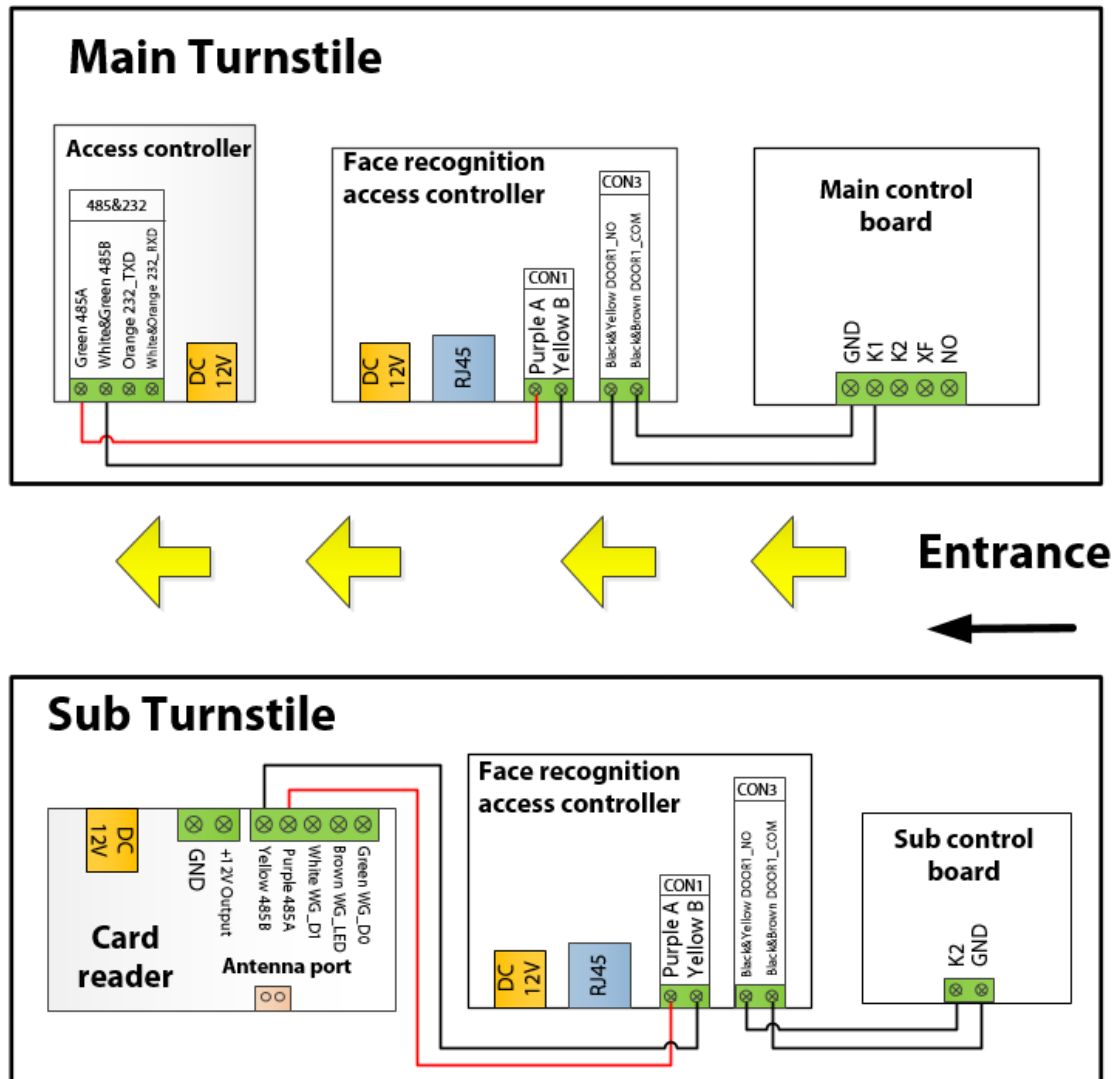 Main Turnstile
Access controller
485&232
Green 485A
White&Green 485B
Orange 232_TXD
White&Orange 232_RXD
DC
12V
Face recognition
access controller
DC
12V
RJ45
CON1
Purple A
Yellow B
CON3
Black&Yellow DOOR1_NO
Black&Brown DOOR1_COM
Main control
board
GND
K1
K2
XF
NO
Entrance
Sub Turnstile
DC
12V
GND
+12V Output
Yellow 485B
Purple 485A
White WG_D1
Brown WG_LED
Green WG_D0
Card
reader
Antenna port
Face recognition
access controller
DC
12V
RJ45
CON1
Purple A
Yellow B
CON3
Black&Yellow DOOR1_NO
Black&Brown DOOR1_COM
Sub control
board
K2
GND